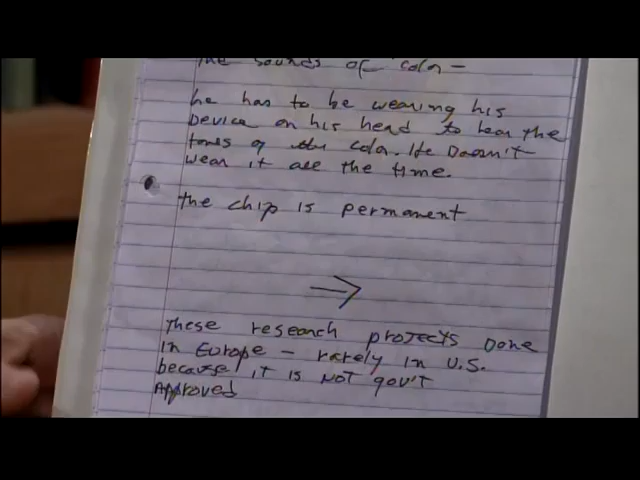 the sounds of color -
he has to be wearing his
Device on his head to hear the
tones of the color. He Doesn't
wear it all the time.
the chip is permanent
→
these research projects Done
in Europe - rarely in U.S.
because it is NOT gov't
Approved